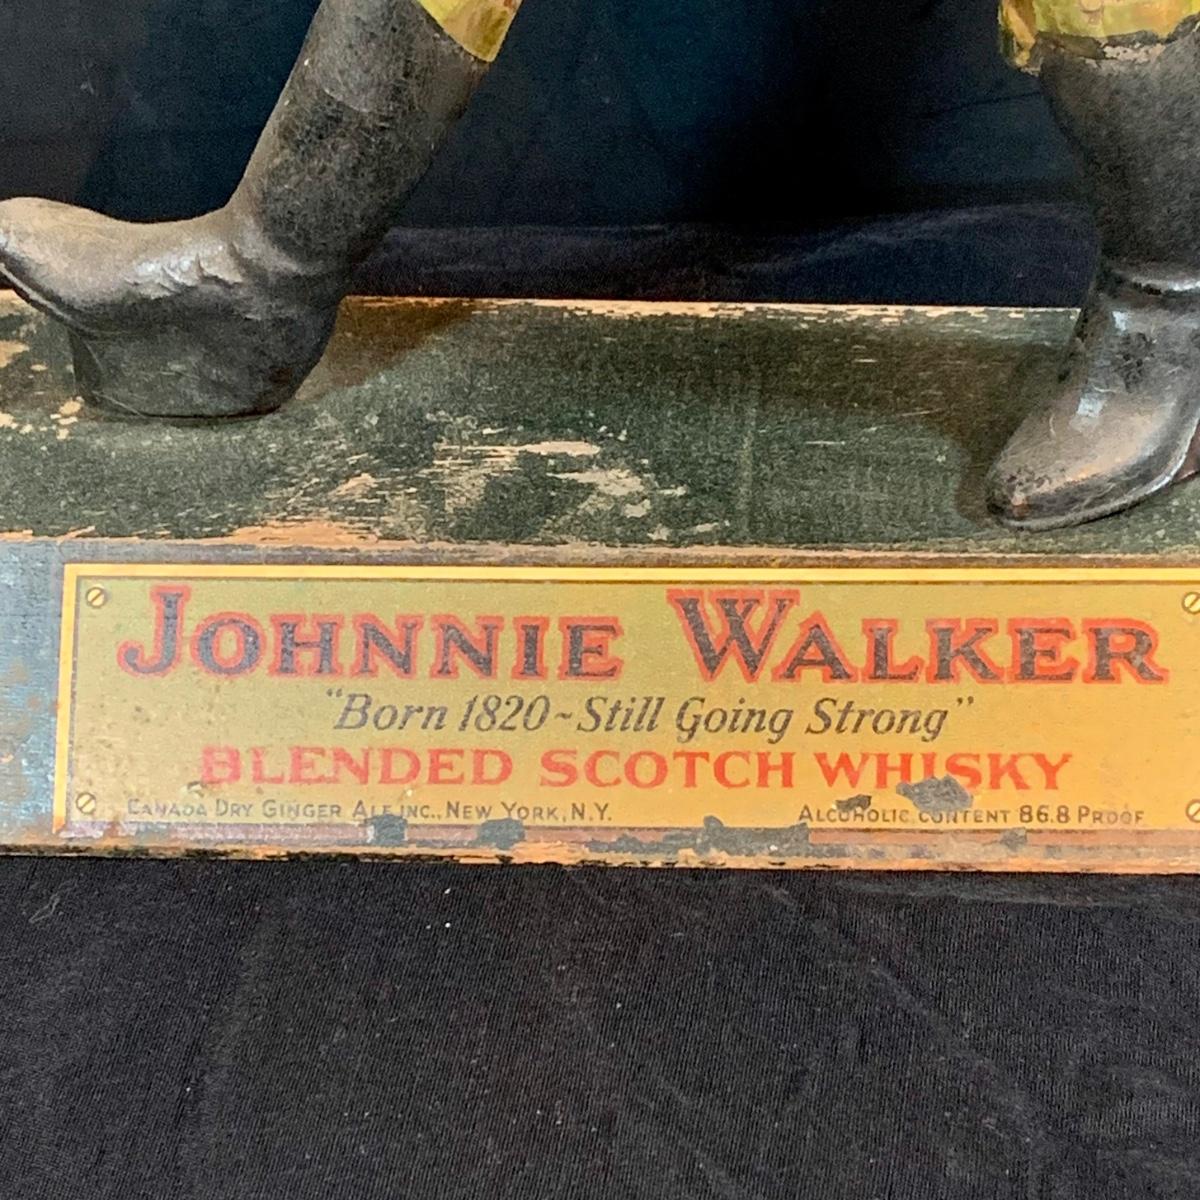 JOHNNIE WALKER
"Born 1820~Still Going Strong"
BLENDED SCOTCH WHISKY
CANADA DRY GINGER ALE INC., NEW YORK, N.Y.
ALCOHOLIC CONTENT 86.8 PROOF